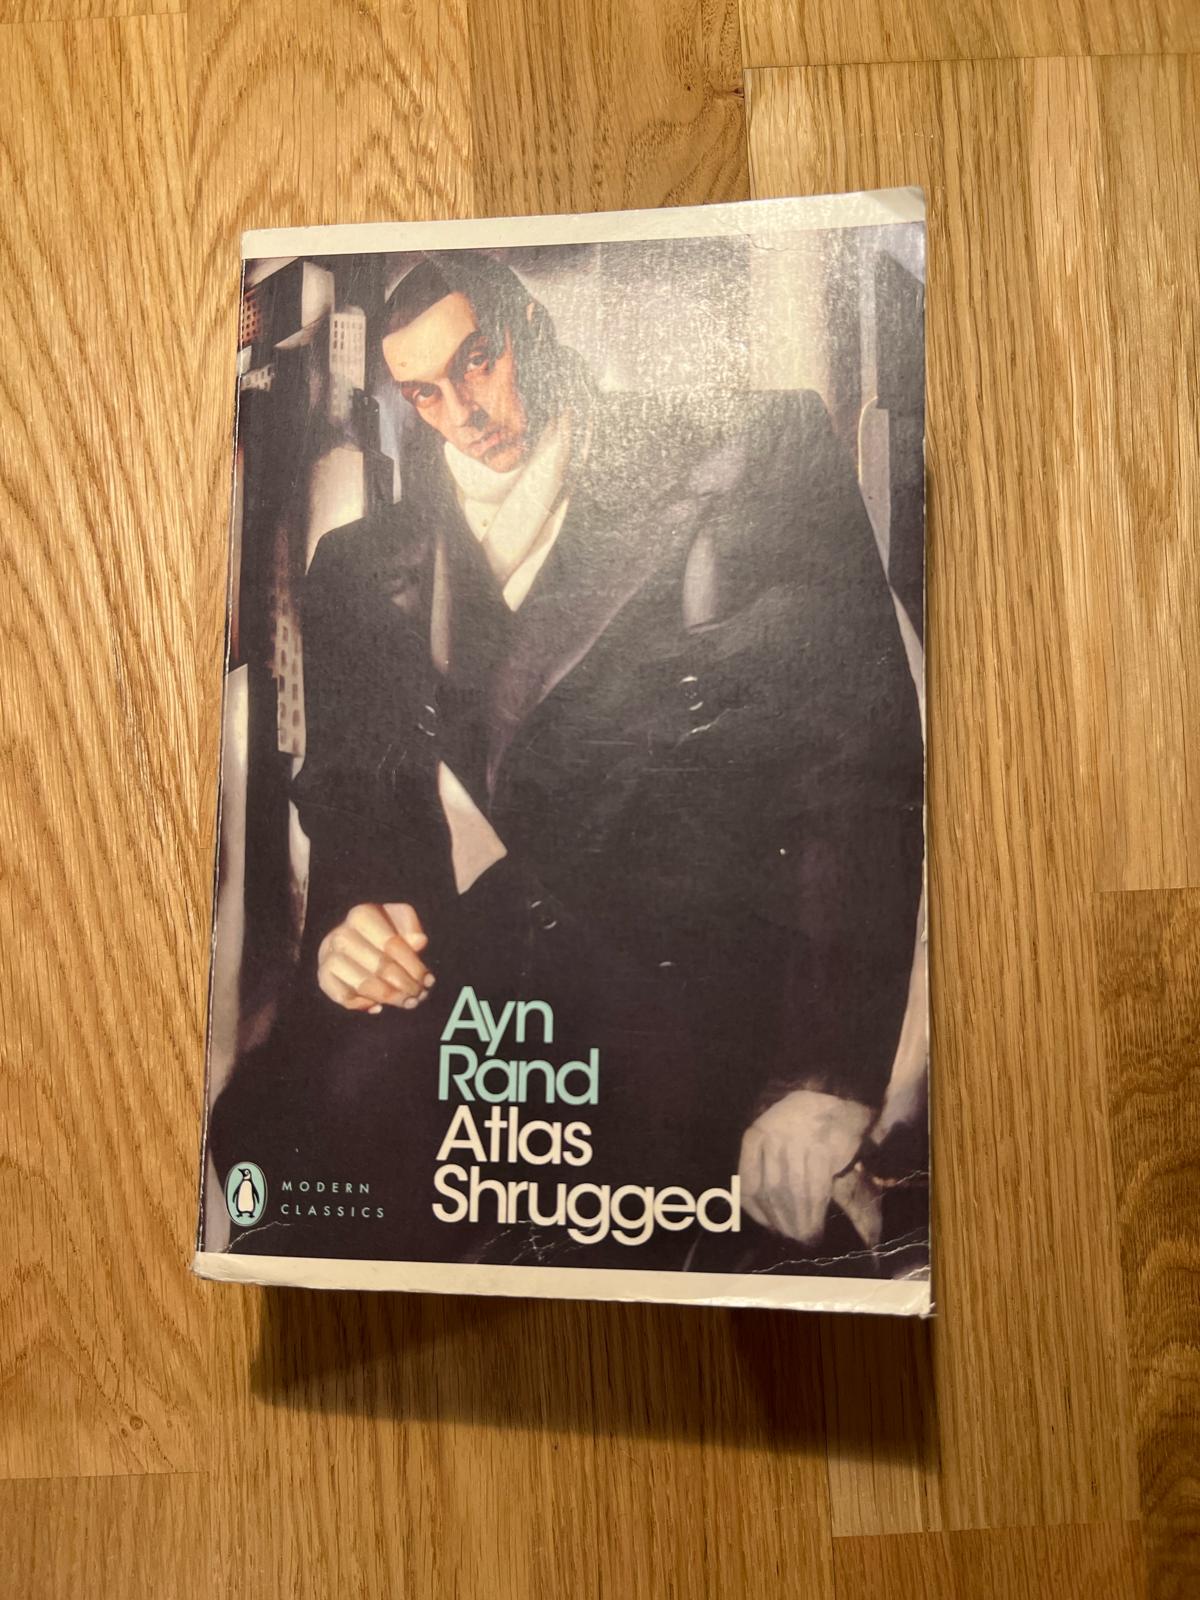 Ayn
Rand
Atlas
Shrugged
MODERN
CLASSICS